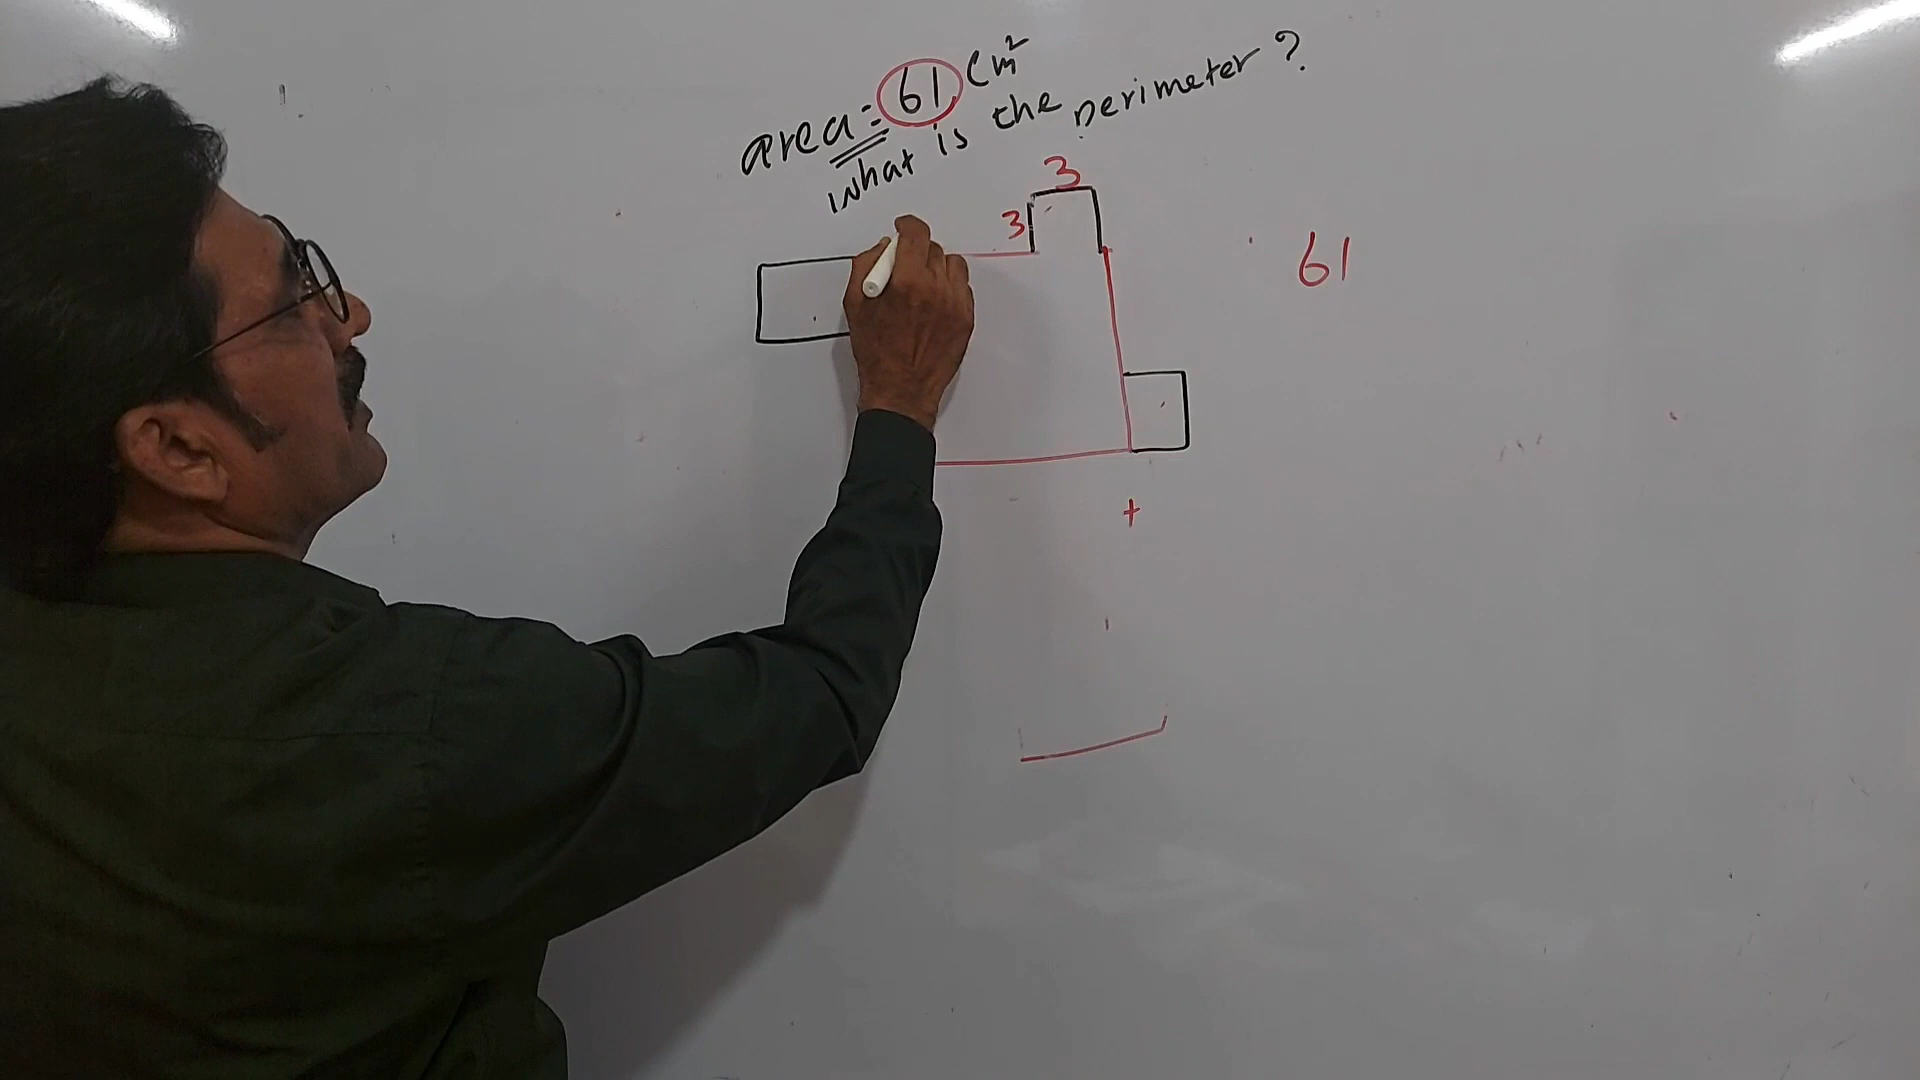 area = 61 cm²
what is the perimeter ?
3
3
61
+